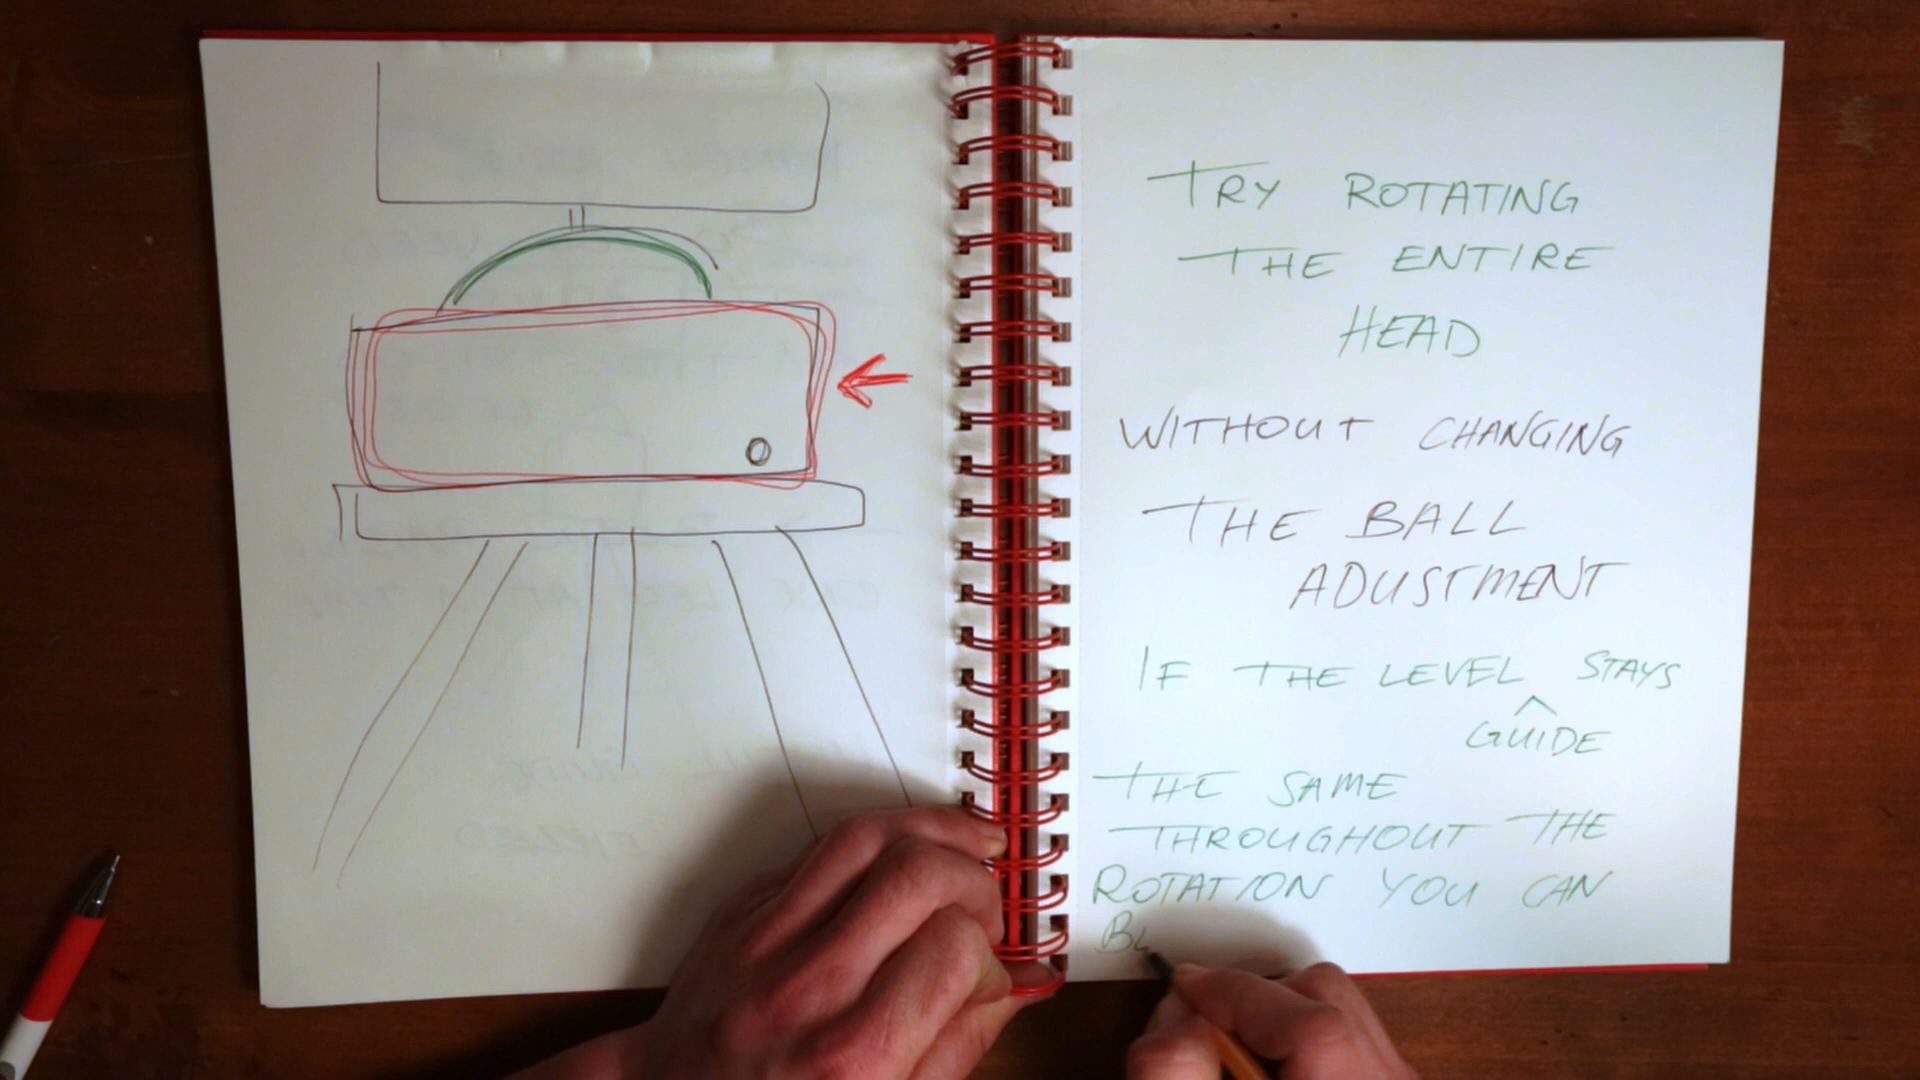 TRY ROTATING
THE ENTIRE
HEAD
WITHOUT CHANGING
THE BALL
ADUSTMENT
IF THE LEVEL STAYS
^
GUIDE
THE SAME
THROUGHOUT THE
ROTATION YOU CAN